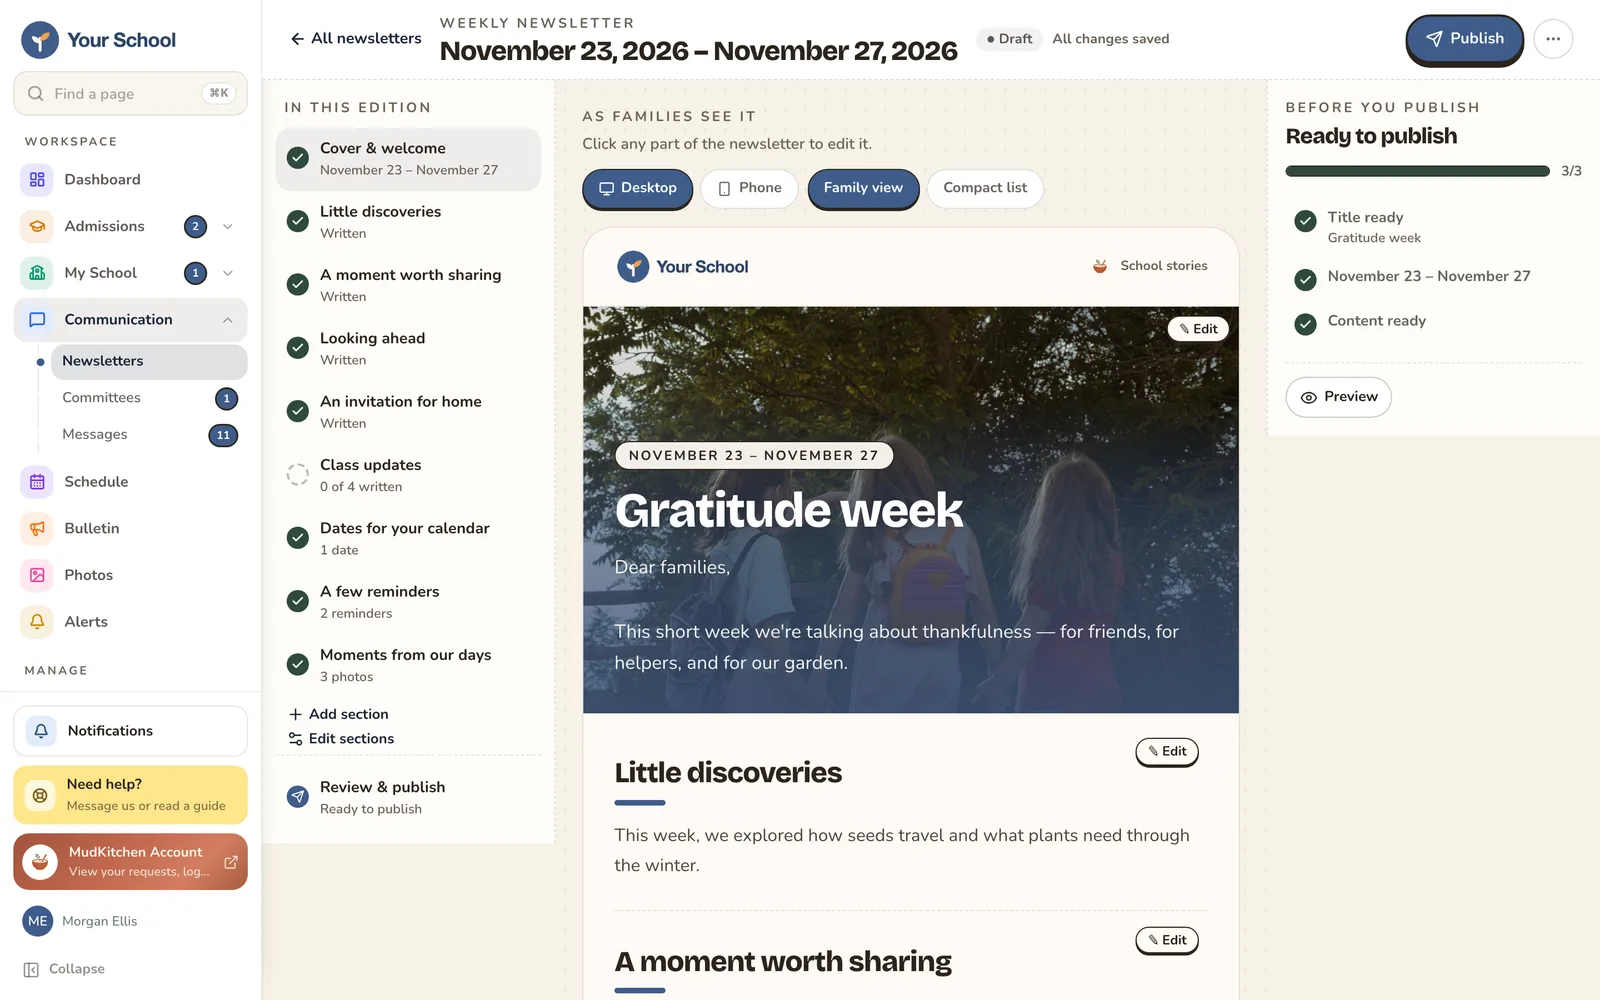 Your School
Find a page
⌘K
WORKSPACE
Dashboard
Admissions
2
My School
1
Communication
Newsletters
Committees
1
Messages
11
Schedule
Bulletin
Photos
Alerts
MANAGE
Notifications
Need help?
Message us or read a guide
MudKitchen Account
View your requests, log...
ME
Morgan Ellis
Collapse
All newsletters
WEEKLY NEWSLETTER
November 23, 2026 – November 27, 2026
Draft
All changes saved
Publish
IN THIS EDITION
Cover & welcome
November 23 – November 27
Little discoveries
Written
A moment worth sharing
Written
Looking ahead
Written
An invitation for home
Written
Class updates
0 of 4 written
Dates for your calendar
1 date
A few reminders
2 reminders
Moments from our days
3 photos
Add section
Edit sections
Review & publish
Ready to publish
AS FAMILIES SEE IT
Click any part of the newsletter to edit it.
Desktop
Phone
Family view
Compact list
Your School
School stories
Edit
NOVEMBER 23 – NOVEMBER 27
Gratitude week
Dear families,
This short week we're talking about thankfulness — for friends, for
helpers, and for our garden.
Edit
Little discoveries
This week, we explored how seeds travel and what plants need through
the winter.
Edit
A moment worth sharing
BEFORE YOU PUBLISH
Ready to publish
3/3
Title ready
Gratitude week
November 23 – November 27
Content ready
Preview